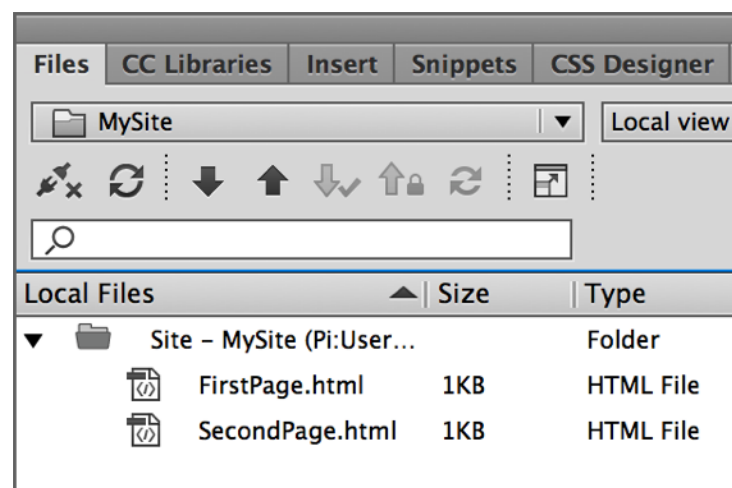 Files CC Libraries Insert Snippets CSS Designer
MySite Local view
Local Files Size Type
Site – MySite (Pi:User... Folder
FirstPage.html 1KB HTML File
SecondPage.html 1KB HTML File